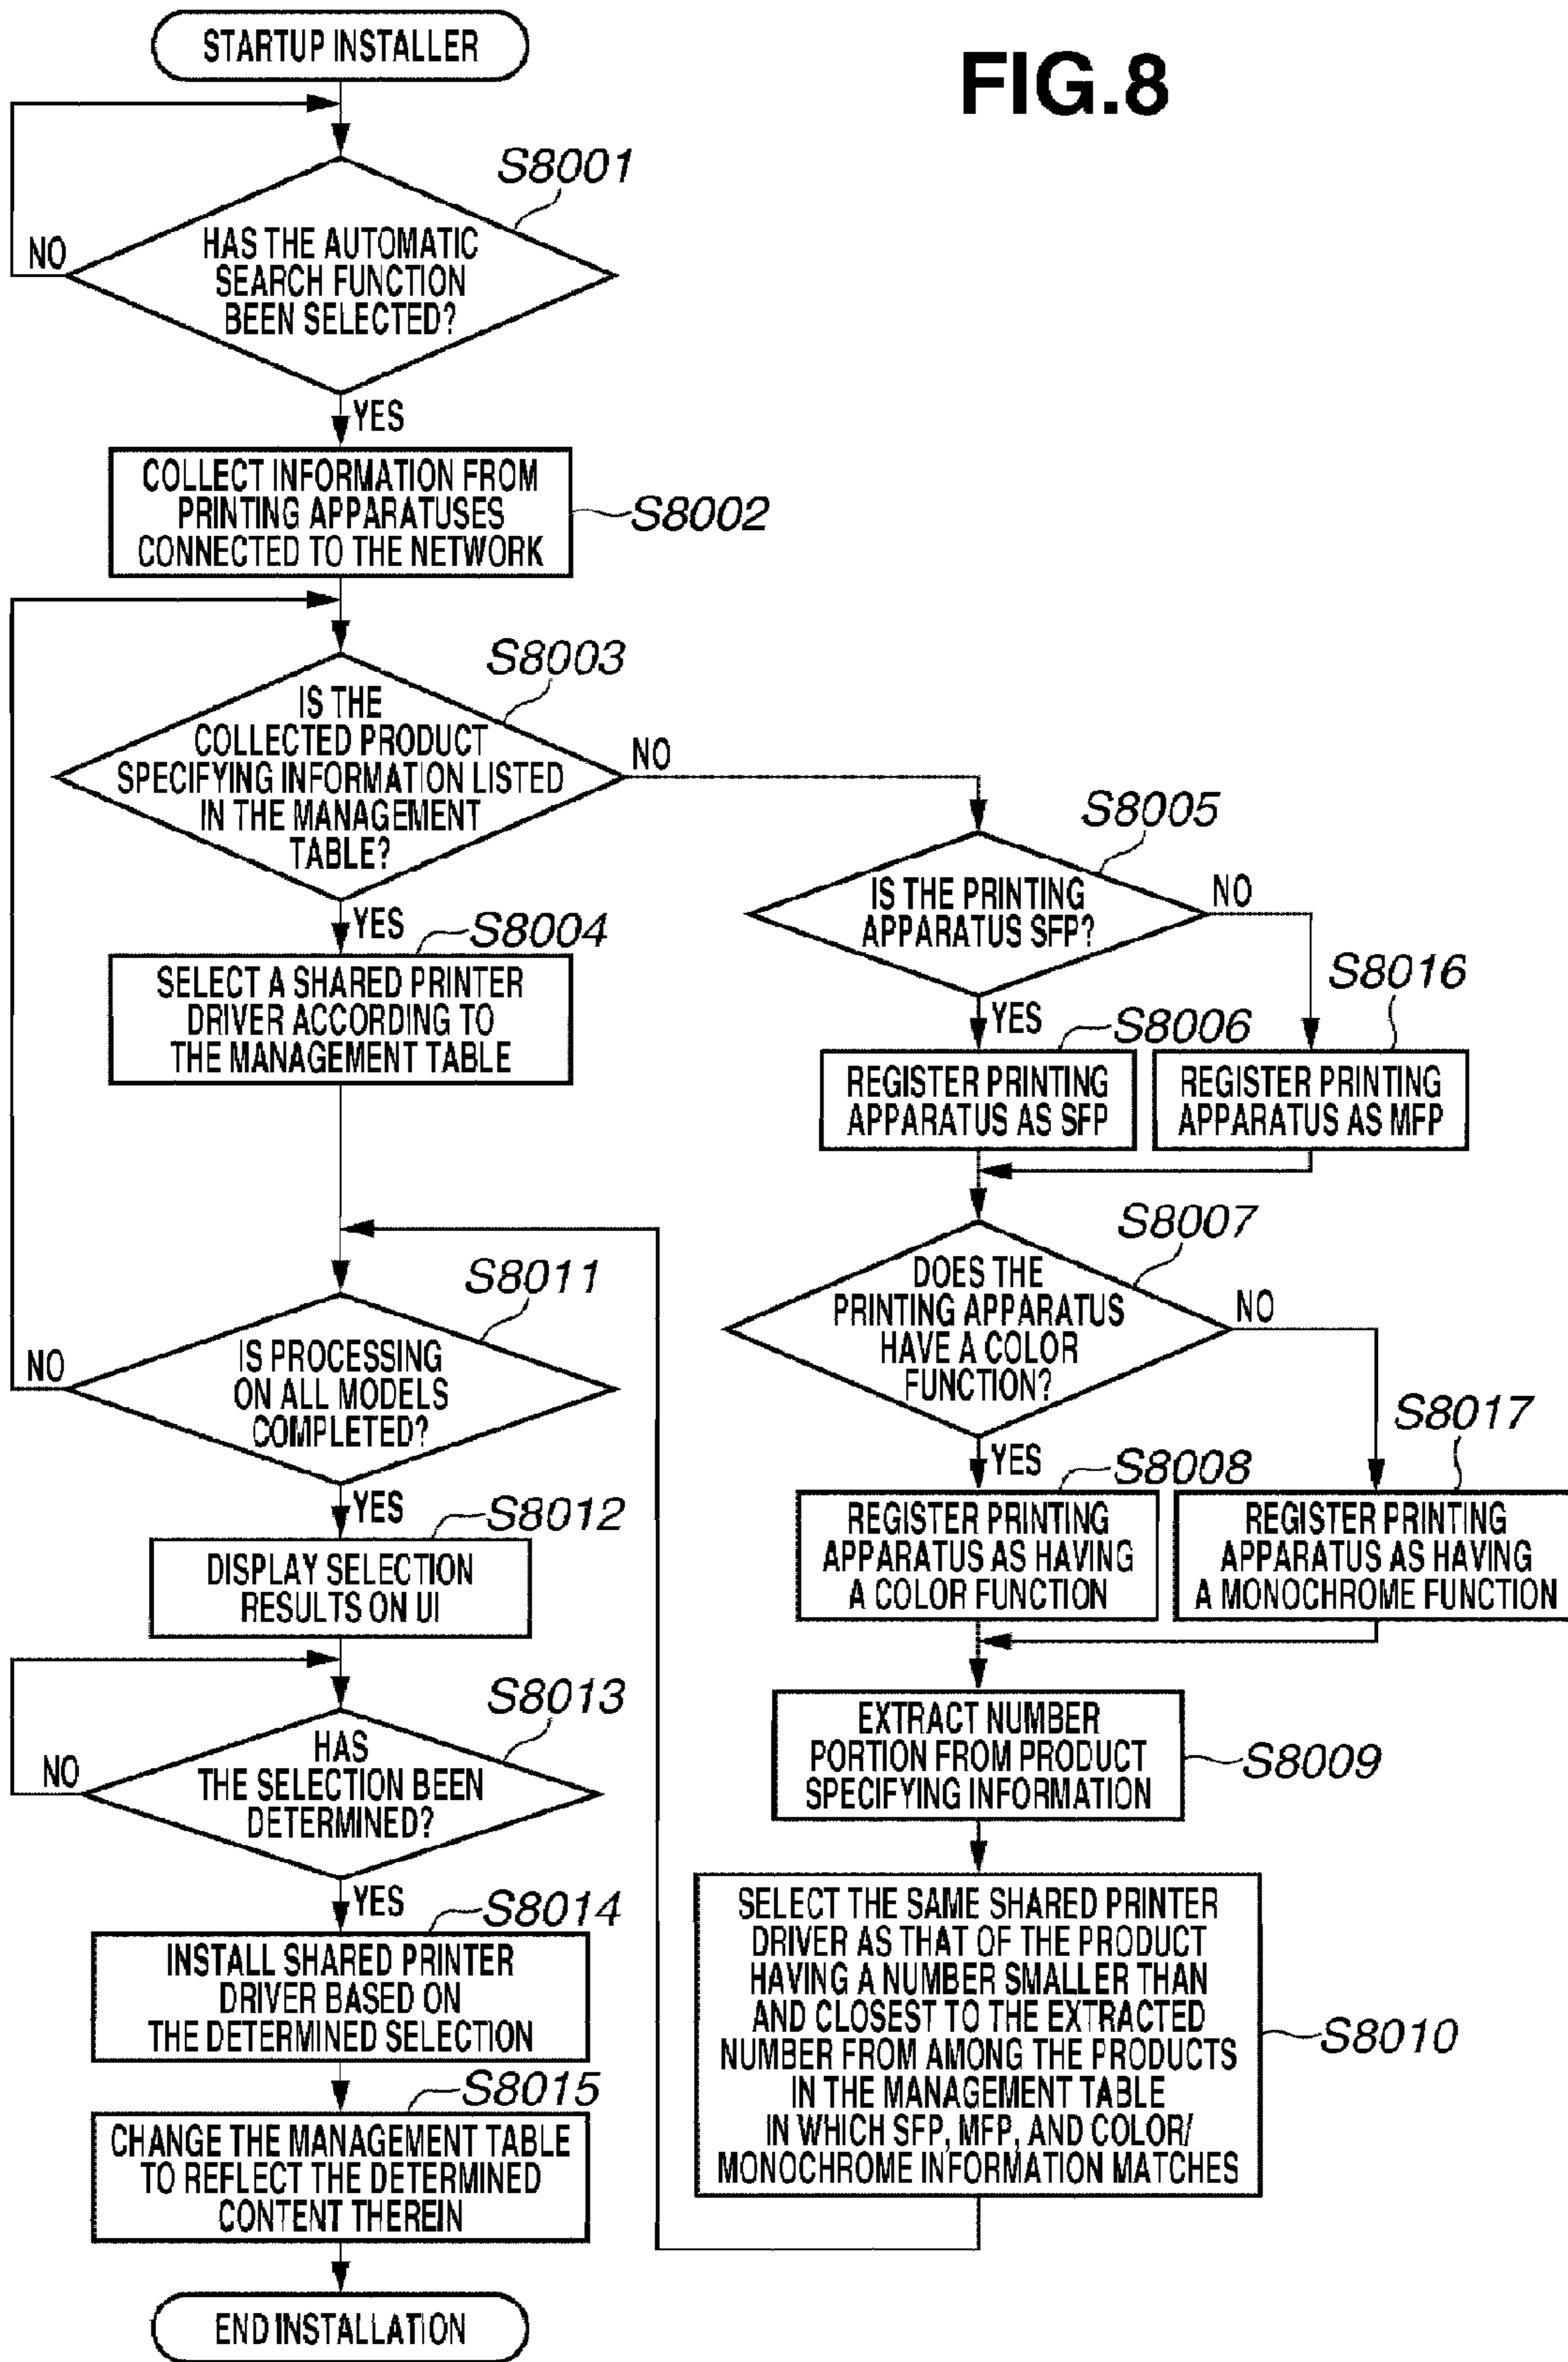 FIG.8
STARTUP INSTALLER
S8001
HAS THE AUTOMATIC
SEARCH FUNCTION
BEEN SELECTED?
NO
YES
COLLECT INFORMATION FROM
PRINTING APPARATUSES
CONNECTED TO THE NETWORK
S8002
S8003
IS THE
COLLECTED PRODUCT
SPECIFYING INFORMATION LISTED
IN THE MANAGEMENT
TABLE?
NO
YES
S8004
SELECT A SHARED PRINTER
DRIVER ACCORDING TO
THE MANAGEMENT TABLE
S8005
IS THE PRINTING
APPARATUS SFP?
NO
YES
S8006
REGISTER PRINTING
APPARATUS AS SFP
S8016
REGISTER PRINTING
APPARATUS AS MFP
S8007
DOES THE
PRINTING APPARATUS
HAVE A COLOR
FUNCTION?
NO
YES
S8008
REGISTER PRINTING
APPARATUS AS HAVING
A COLOR FUNCTION
S8017
REGISTER PRINTING
APPARATUS AS HAVING
A MONOCHROME FUNCTION
EXTRACT NUMBER
PORTION FROM PRODUCT
SPECIFYING INFORMATION
S8009
SELECT THE SAME SHARED PRINTER
DRIVER AS THAT OF THE PRODUCT
HAVING A NUMBER SMALLER THAN
AND CLOSEST TO THE EXTRACTED
NUMBER FROM AMONG THE PRODUCTS
IN THE MANAGEMENT TABLE
IN WHICH SFP, MFP, AND COLOR/
MONOCHROME INFORMATION MATCHES
S8010
S8011
IS PROCESSING
ON ALL MODELS
COMPLETED?
NO
YES
S8012
DISPLAY SELECTION
RESULTS ON UI
S8013
HAS
THE SELECTION BEEN
DETERMINED?
NO
YES
S8014
INSTALL SHARED PRINTER
DRIVER BASED ON
THE DETERMINED SELECTION
S8015
CHANGE THE MANAGEMENT TABLE
TO REFLECT THE DETERMINED
CONTENT THEREIN
END INSTALLATION